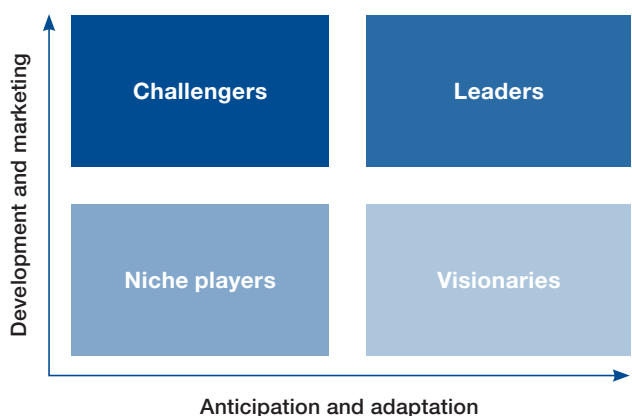 Development and marketing
Challengers
Leaders
Niche players
Visionaries
Anticipation and adaptation